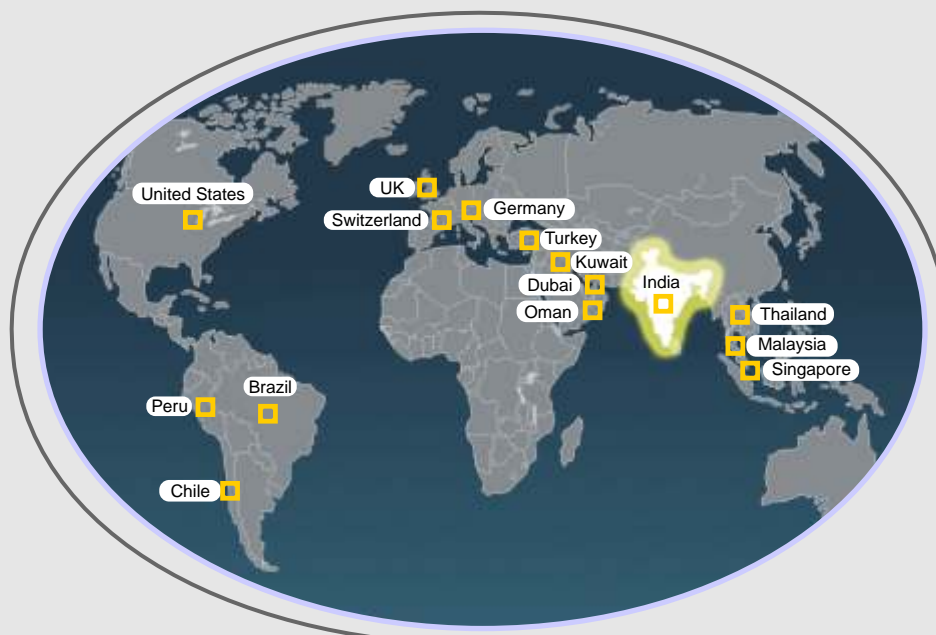 United States
UK
Germany
Switzerland
Turkey
Kuwait
Dubai
India
Oman
Thailand
Malaysia
Singapore
Brazil
Peru
Chile